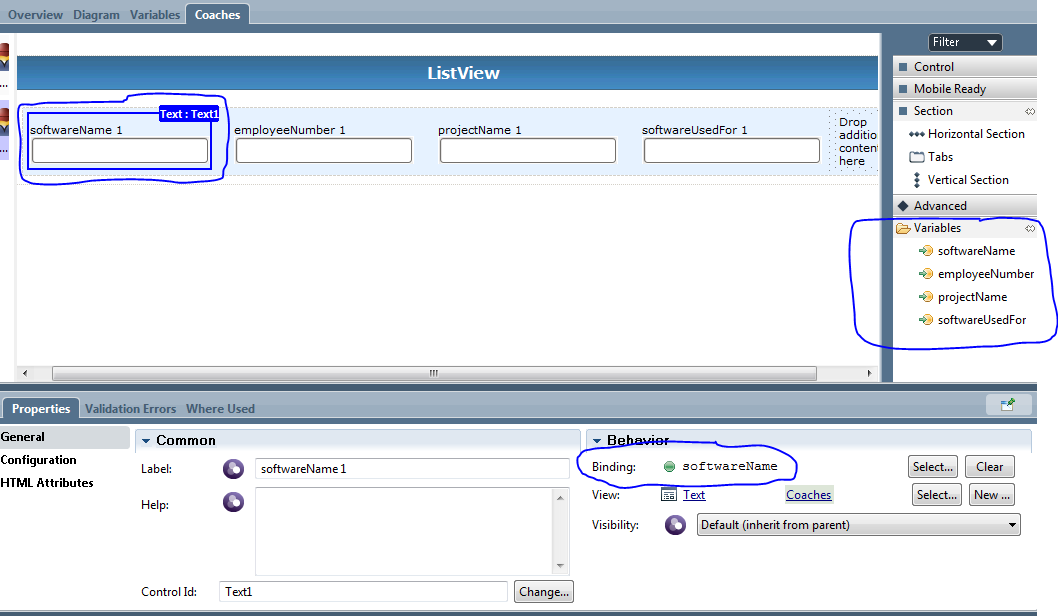 Overview Diagram Variables Coaches
Filter
ListView
Control
Mobile Ready
Section
Text : Text1
softwareName 1 employeeNumber 1 projectName 1 softwareUsedFor 1
Drop
additio
conten
here
Horizontal Section
Tabs
Vertical Section
Advanced
Variables
softwareName
employeeNumber
projectName
softwareUsedFor
Properties Validation Errors Where Used
General
Configuration
HTML Attributes
Common
Label: softwareName 1
Help:
Control Id: Text1 Change...
Behavior
Binding: softwareName Select... Clear
View: Text Coaches Select... New ...
Visibility: Default (inherit from parent)